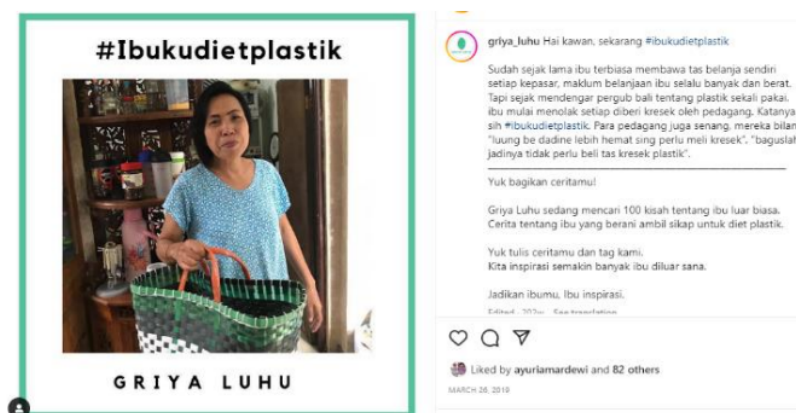 #Ibukudietplastik
GRIYA LUHU
griya_luhu Hai kawan, sekarang #ibukudietplastik
Sudah sejak lama ibu terbiasa membawa tas belanja sendiri
setiap kepasar, maklum belanjaan ibu selalu banyak dan berat.
Tapi sejak mendengar pergub bali tentang plastik sekali pakai.
ibu mulai menolak setiap diberi kresek oleh pedagang. Katanya
sih #ibukudietplastik. Para pedagang juga senang, mereka bilan
"luung be dadine lebih hemat sing perlu meli kresek", "baguslah
jadinya tidak perlu beli tas kresek plastik".
Yuk bagikan ceritamu!
Griya Luhu sedang mencari 100 kisah tentang ibu luar biasa.
Cerita tentang ibu yang berani ambil sikap untuk diet plastik.
Yuk tulis ceritamu dan tag kami.
Kita inspirasi semakin banyak ibu diluar sana.
Jadikan ibumu, Ibu inspirasi.
Edited · 202w See translation
Liked by ayuriamardewi and 82 others
MARCH 26, 2019